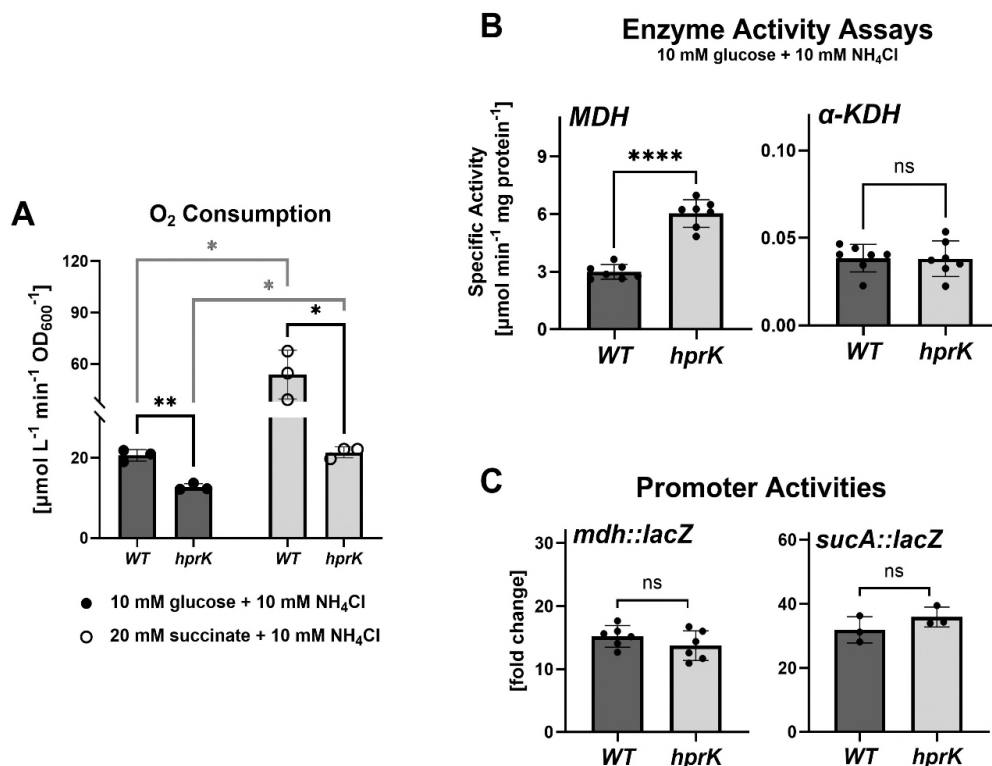 A
O₂ Consumption
[µmol L⁻¹ min⁻¹ OD₆₀₀⁻¹]
120
90
60
20
0
*
*
**
*
WT
hprK
WT
hprK
10 mM glucose + 10 mM NH₄Cl
20 mM succinate + 10 mM NH₄Cl
B
Enzyme Activity Assays
10 mM glucose + 10 mM NH₄Cl
Specific Activity
[µmol min⁻¹ mg protein⁻¹]
MDH
9
6
3
0
****
WT
hprK
α-KDH
0.10
0.05
0.00
ns
WT
hprK
C
Promoter Activities
[fold change]
mdh::lacZ
30
20
10
0
ns
WT
hprK
sucA::lacZ
60
40
20
0
ns
WT
hprK